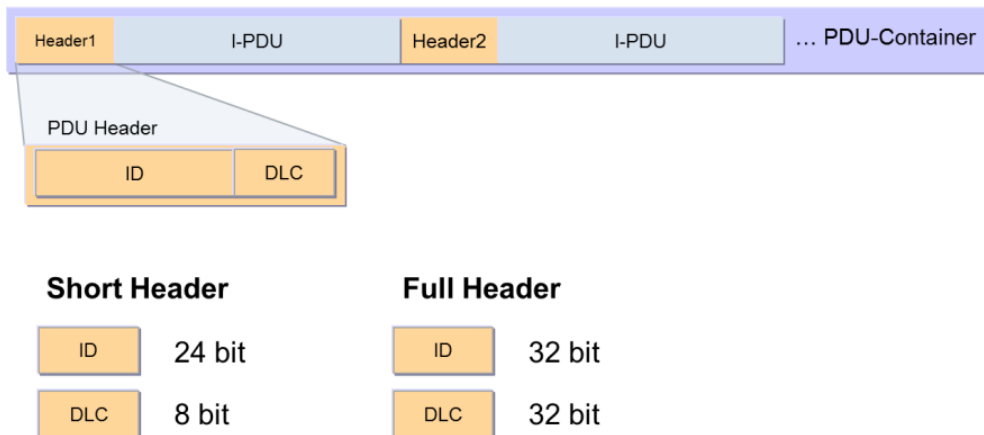 Header1 I-PDU Header2 I-PDU ... PDU-Container
PDU Header
ID DLC
Short Header Full Header
ID 24 bit ID 32 bit
DLC 8 bit DLC 32 bit